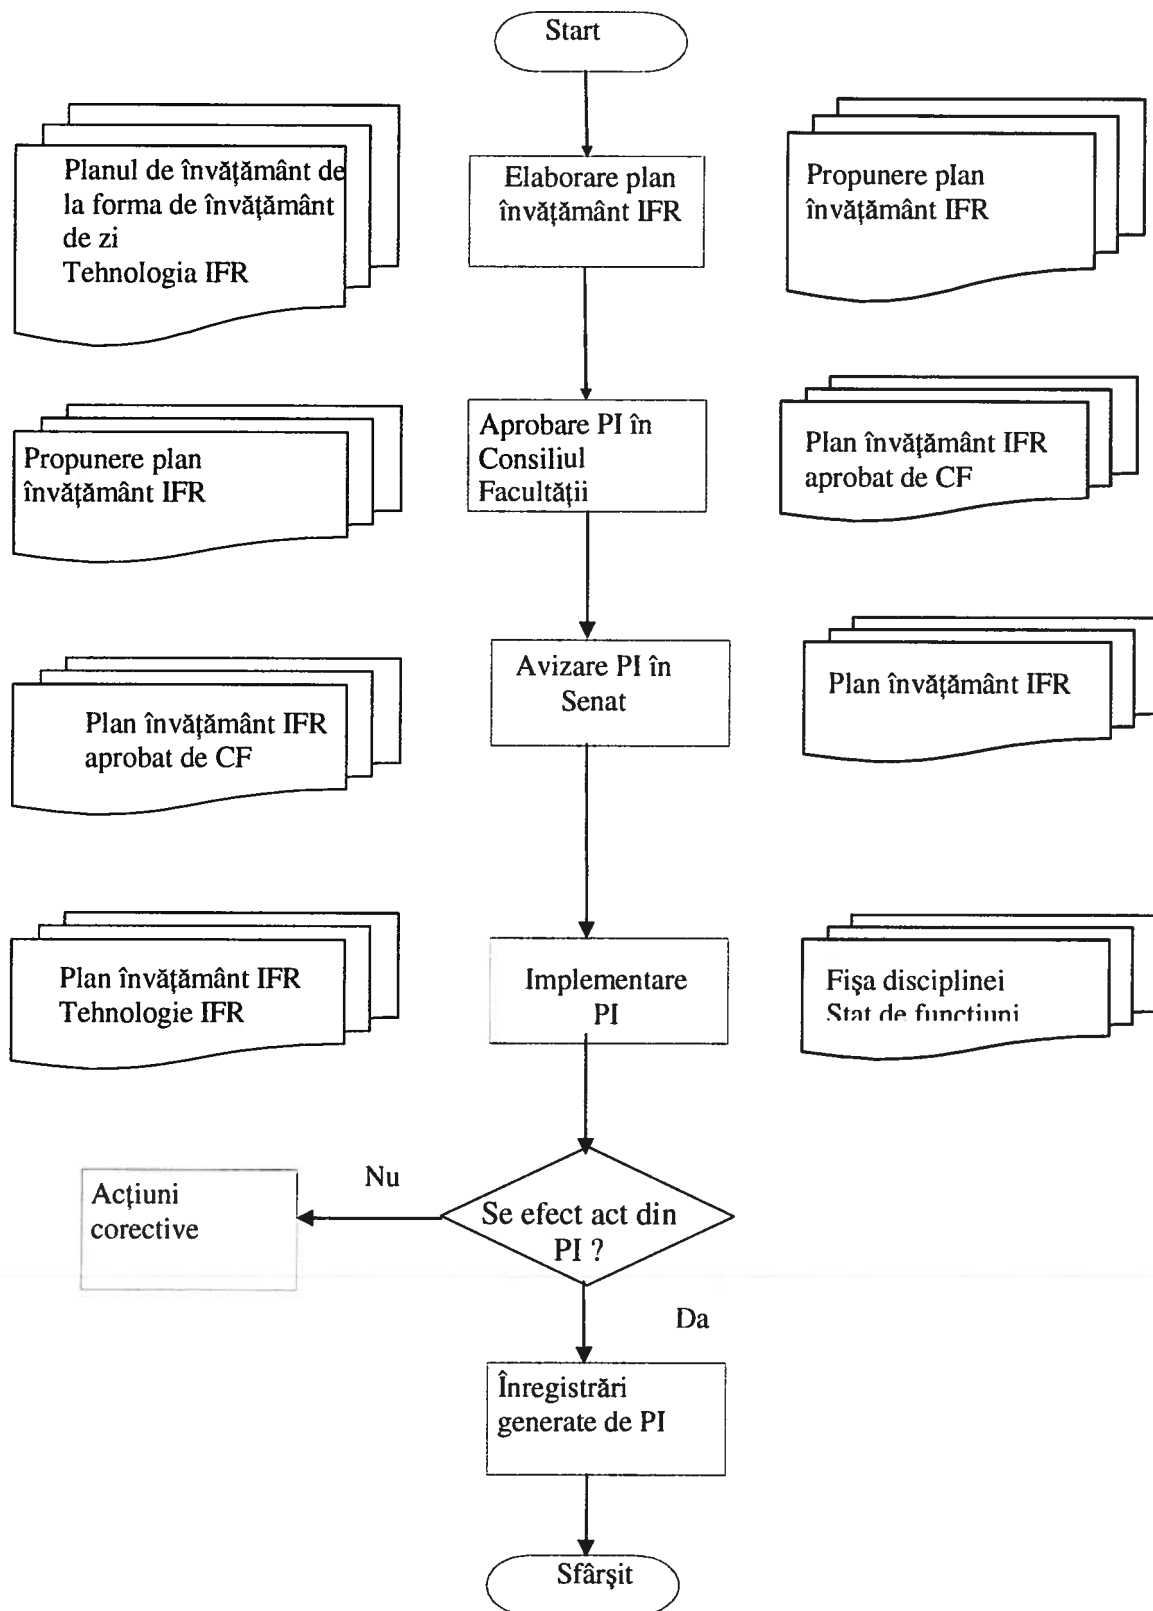 Start
Planul de învăţământ de
la forma de învăţământ
de zi
Tehnologia IFR
Elaborare plan
învăţământ IFR
Propunere plan
învăţământ IFR
Propunere plan
învăţământ IFR
Aprobare PI în
Consiliul
Facultăţii
Plan învăţământ IFR
aprobat de CF
Plan învăţământ IFR
aprobat de CF
Avizare PI în
Senat
Plan învăţământ IFR
Plan învăţământ IFR
Tehnologie IFR
Implementare
PI
Fişa disciplinei
Stat de funcţiuni
Nu
Acţiuni
corective
Se efect act din
PI ?
Da
Înregistrări
generate de PI
Sfârşit